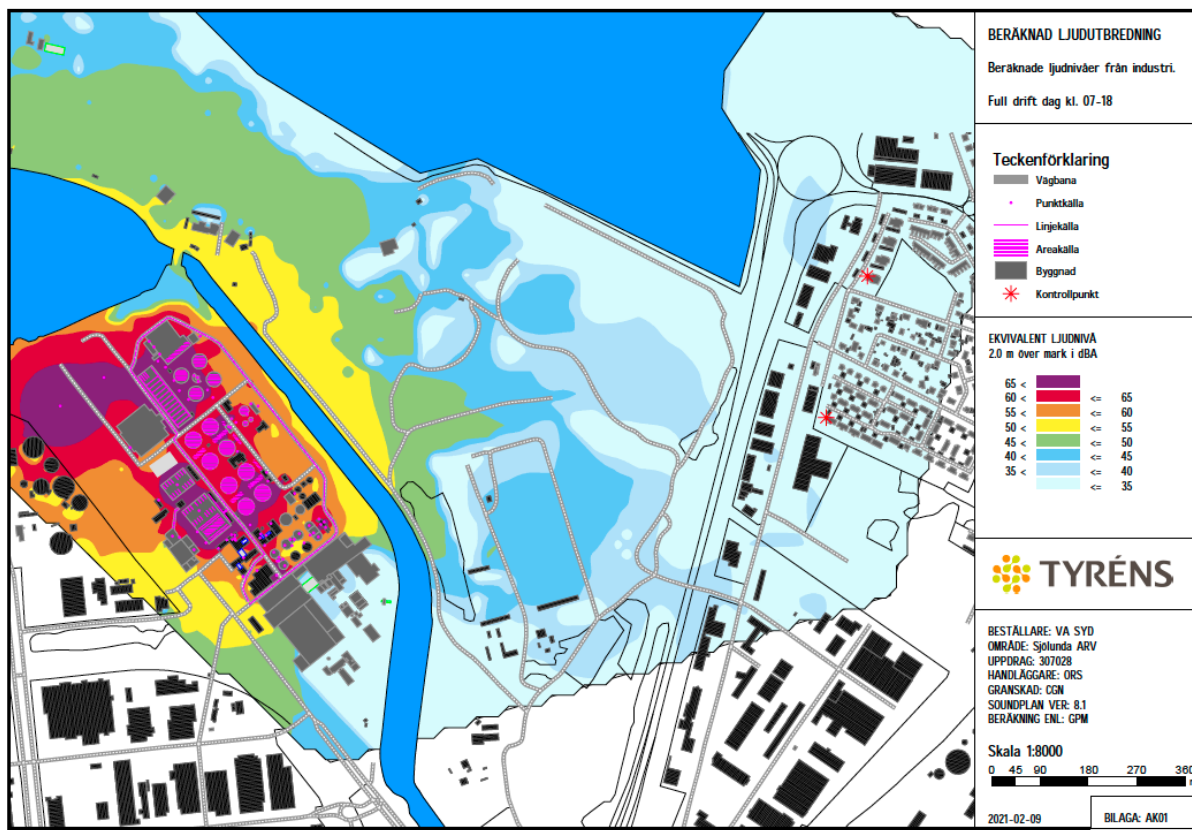 BERÄKNAD LJUDUTBREDNING
Beräknade ljudnivåer från industri.
Full drift dag kl. 07-18
Teckenförklaring
Vägbana
Punktkälla
Linjekälla
Areakälla
Byggnad
Kontrollpunkt
EKVIVALENT LJUDNIVÅ
2.0 m över mark i dBA
65 <
60 < <= 65
55 < <= 60
50 < <= 55
45 < <= 50
40 < <= 45
35 < <= 40
<= 35
TYRÉNS
BESTÄLLARE: VA SYD
OMRÅDE: Sjölunda ARV
UPPDRAG: 307028
HANDLÄGGARE: ORS
GRANSKAD: CGN
SOUNDPLAN VER: 8.1
BERÄKNING ENL: GPM
Skala 1:8000
0 45 90 180 270 360
m
2021-02-09 BILAGA: AK01